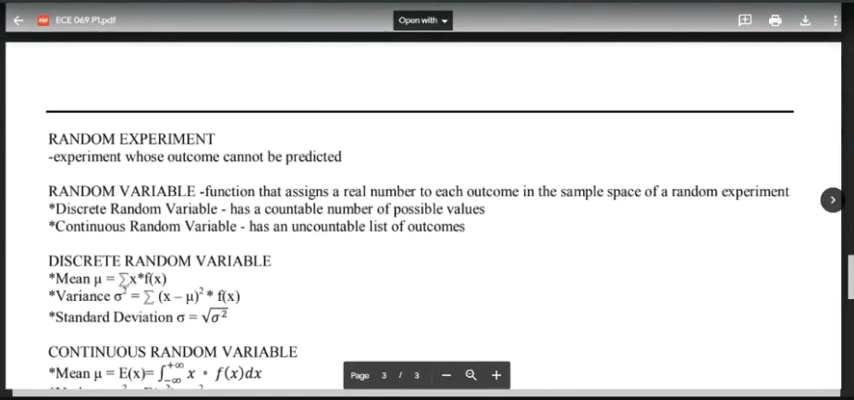 PDF ECE 069 P1.pdf
Open with
RANDOM EXPERIMENT
-experiment whose outcome cannot be predicted
RANDOM VARIABLE -function that assigns a real number to each outcome in the sample space of a random experiment
*Discrete Random Variable - has a countable number of possible values
*Continuous Random Variable - has an uncountable list of outcomes
DISCRETE RANDOM VARIABLE
*Mean μ = ∑x*f(x)
*Variance σ² = ∑ (x – μ)² * f(x)
*Standard Deviation σ = √σ²
CONTINUOUS RANDOM VARIABLE
*Mean μ = E(x)= ∫₋∞⁺∞ x • f(x)dx
Page 3 / 3 − +